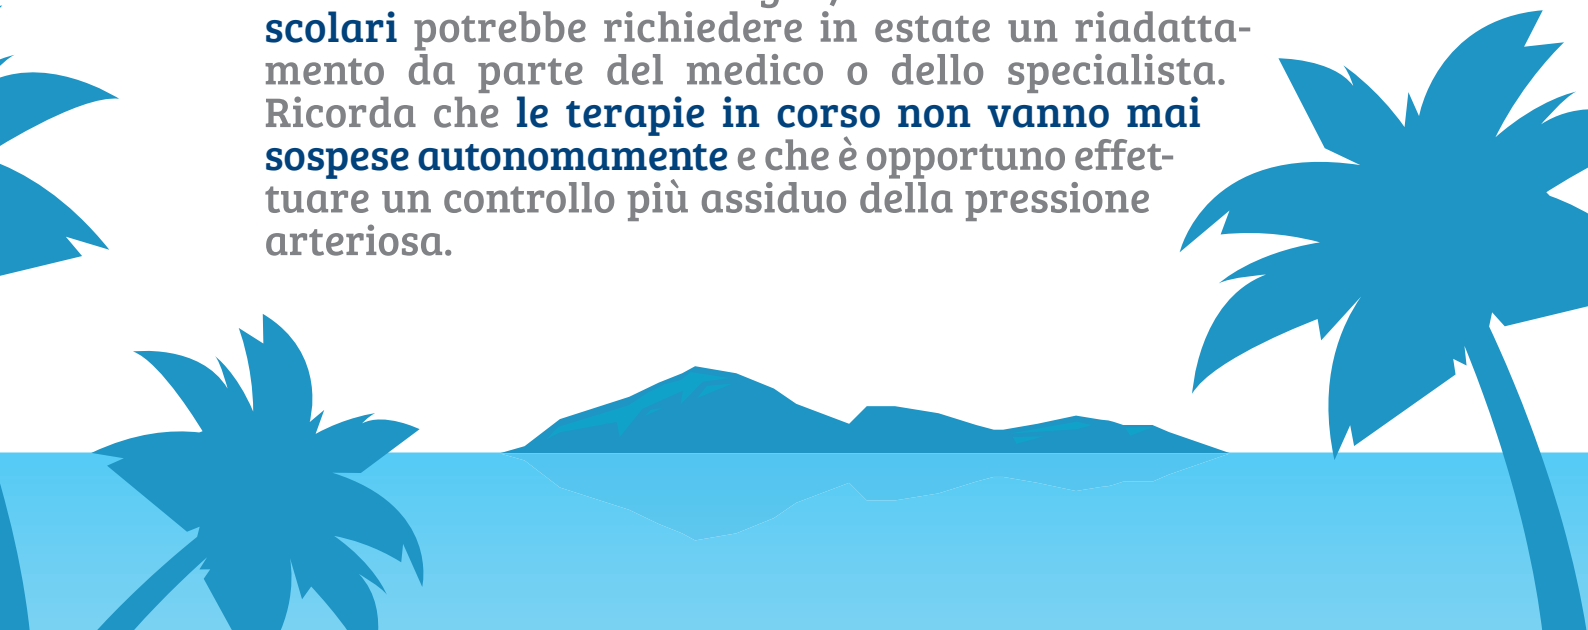 scolari potrebbe richiedere in estate un riadatta-
mento da parte del medico o dello specialista.
Ricorda che le terapie in corso non vanno mai
sospese autonomamente e che è opportuno effet-
tuare un controllo più assiduo della pressione
arteriosa.